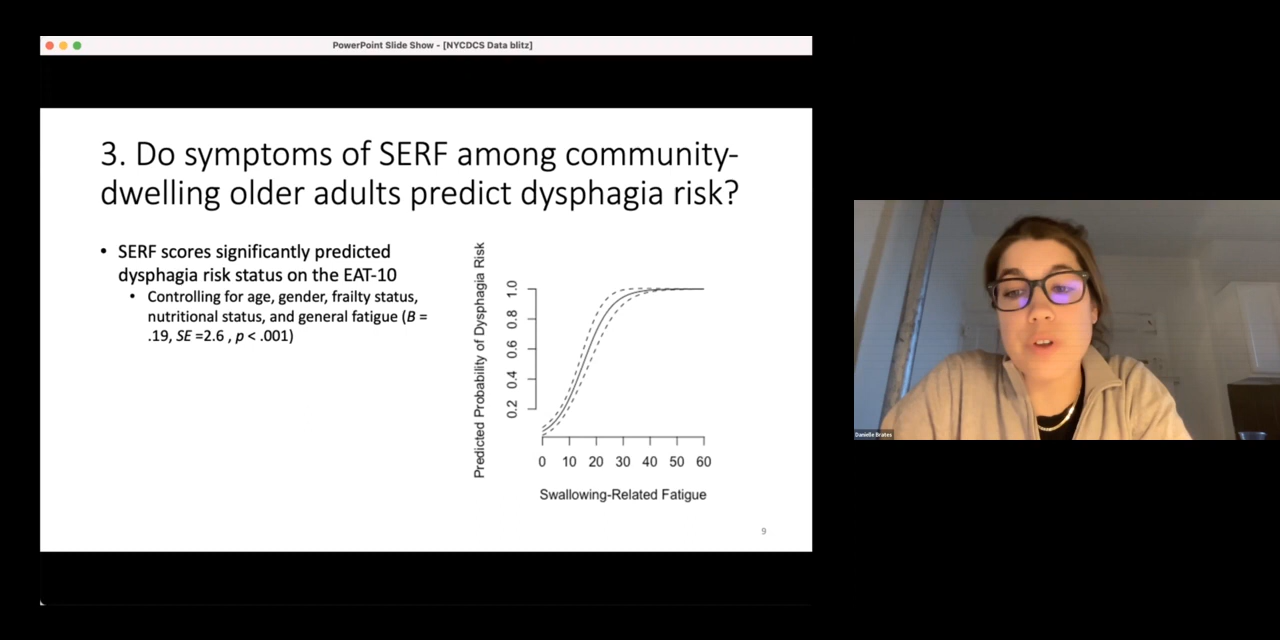 PowerPoint Slide Show - [NYCDCS Data blitz]
3. Do symptoms of SERF among community-
dwelling older adults predict dysphagia risk?
• SERF scores significantly predicted
dysphagia risk status on the EAT-10
• Controlling for age, gender, frailty status,
nutritional status, and general fatigue (B =
.19, SE =2.6 , p < .001)
Predicted Probability of Dysphagia Risk
1.0
0.8
0.6
0.4
0.2
0 10 20 30 40 50 60
Swallowing-Related Fatigue
9
Danielle Brates